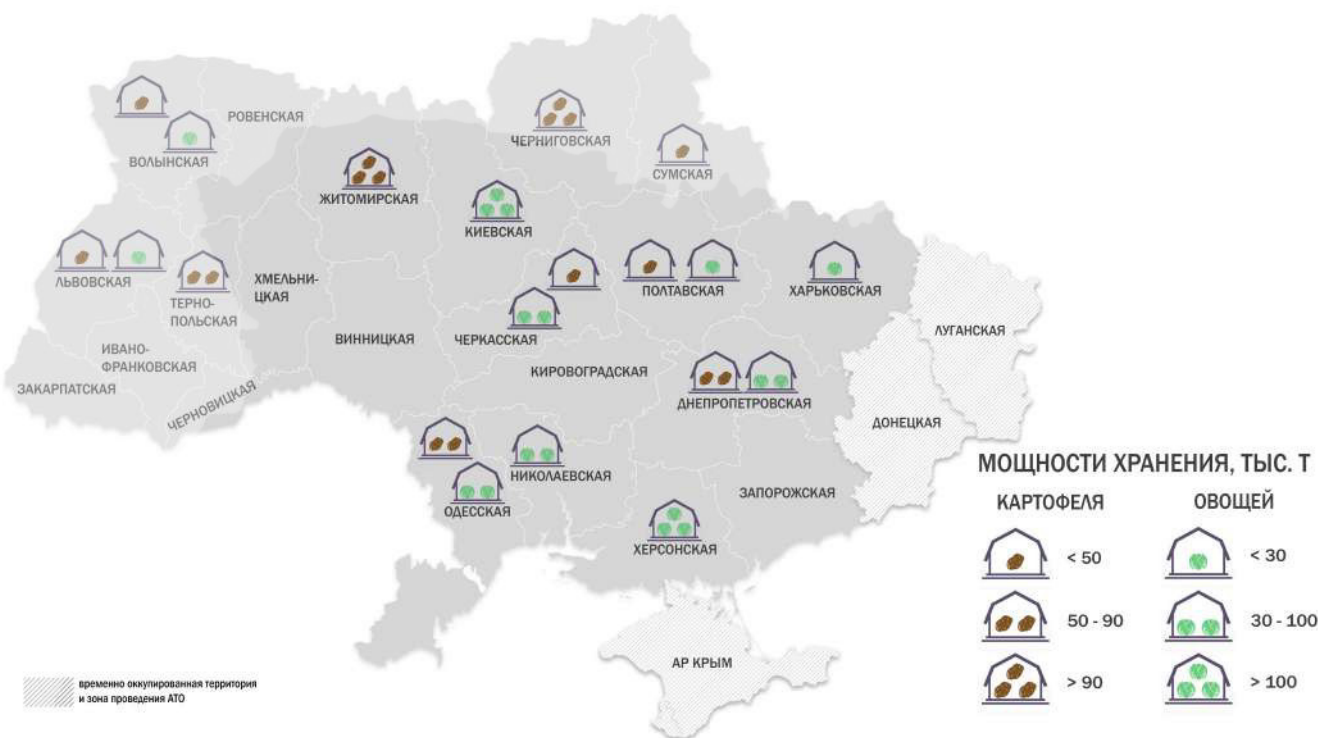 РОВЕНСКАЯ
ВОЛЫНСКАЯ
ЧЕРНИГОВСКАЯ
СУМСКАЯ
ЖИТОМИРСКАЯ
КИЕВСКАЯ
ЛЬВОВСКАЯ
ТЕРНО-
ПОЛЬСКАЯ
ХМЕЛЬНИ-
ЦКАЯ
ПОЛТАВСКАЯ
ХАРЬКОВСКАЯ
ЛУГАНСКАЯ
ВИННИЦКАЯ
ЧЕРКАССКАЯ
ИВАНО-
ФРАНКОВСКАЯ
КИРОВОГРАДСКАЯ
ЗАКАРПАТСКАЯ
ЧЕРНОВИЦКАЯ
ДНЕПРОПЕТРОВСКАЯ
ДОНЕЦКАЯ
НИКОЛАЕВСКАЯ
ЗАПОРОЖСКАЯ
ОДЕССКАЯ
ХЕРСОНСКАЯ
АР КРЫМ
МОЩНОСТИ ХРАНЕНИЯ, ТЫС. Т
КАРТОФЕЛЯ ОВОЩЕЙ
< 50 < 30
50 - 90 30 - 100
> 90 > 100
временно оккупированная территория
и зона проведения АТО